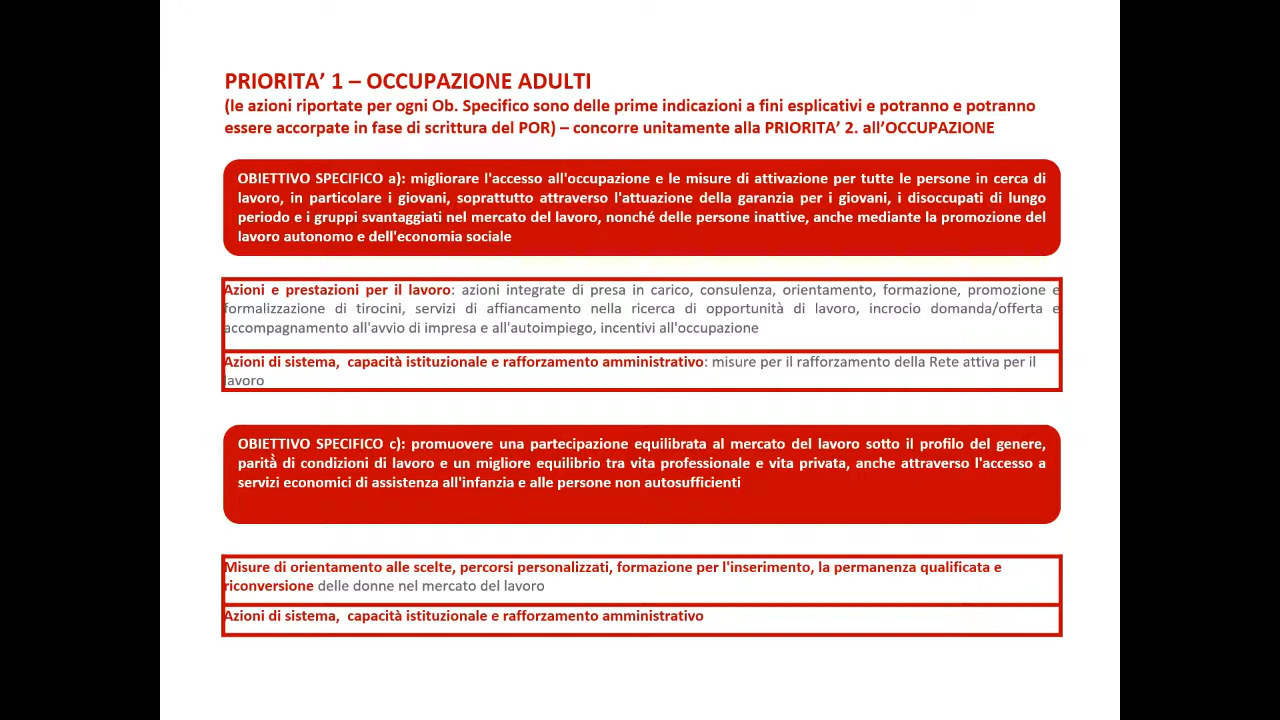 PRIORITA’ 1 – OCCUPAZIONE ADULTI
(le azioni riportate per ogni Ob. Specifico sono delle prime indicazioni a fini esplicativi e potranno e potranno
essere accorpate in fase di scrittura del POR) – concorre unitamente alla PRIORITA’ 2. all’OCCUPAZIONE
OBIETTIVO SPECIFICO a): migliorare l'accesso all'occupazione e le misure di attivazione per tutte le persone in cerca di
lavoro, in particolare i giovani, soprattutto attraverso l'attuazione della garanzia per i giovani, i disoccupati di lungo
periodo e i gruppi svantaggiati nel mercato del lavoro, nonché delle persone inattive, anche mediante la promozione del
lavoro autonomo e dell'economia sociale
Azioni e prestazioni per il lavoro: azioni integrate di presa in carico, consulenza, orientamento, formazione, promozione e
formalizzazione di tirocini, servizi di affiancamento nella ricerca di opportunità di lavoro, incrocio domanda/offerta e
accompagnamento all'avvio di impresa e all'autoimpiego, incentivi all'occupazione
Azioni di sistema, capacità istituzionale e rafforzamento amministrativo: misure per il rafforzamento della Rete attiva per il
lavoro
OBIETTIVO SPECIFICO c): promuovere una partecipazione equilibrata al mercato del lavoro sotto il profilo del genere,
parità di condizioni di lavoro e un migliore equilibrio tra vita professionale e vita privata, anche attraverso l'accesso a
servizi economici di assistenza all'infanzia e alle persone non autosufficienti
Misure di orientamento alle scelte, percorsi personalizzati, formazione per l'inserimento, la permanenza qualificata e
riconversione delle donne nel mercato del lavoro
Azioni di sistema, capacità istituzionale e rafforzamento amministrativo